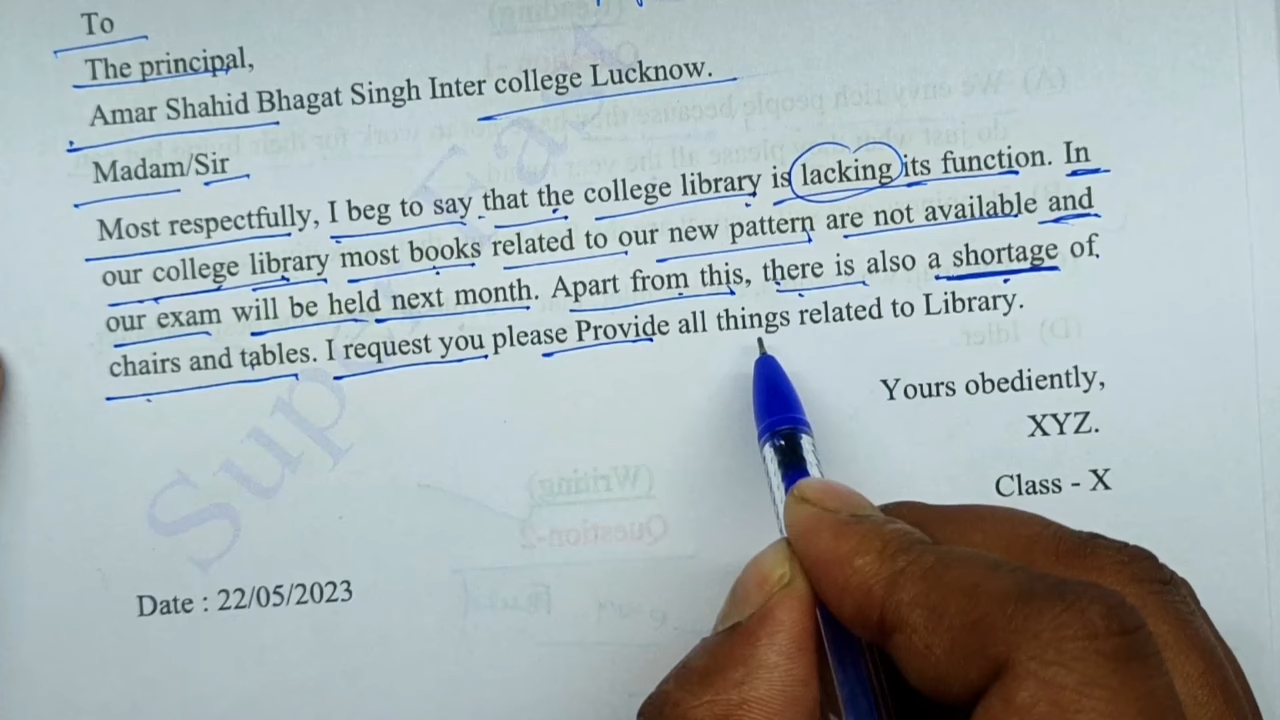 To
The principal,
Amar Shahid Bhagat Singh Inter college Lucknow.
Madam/Sir
Most respectfully, I beg to say that the college library is lacking its function. In
our college library most books related to our new pattern are not available and
our exam will be held next month. Apart from this, there is also a shortage of
chairs and tables. I request you please Provide all things related to Library.
Yours obediently,
XYZ.
Class - X
(Writing)
Question-2
Date : 22/05/2023